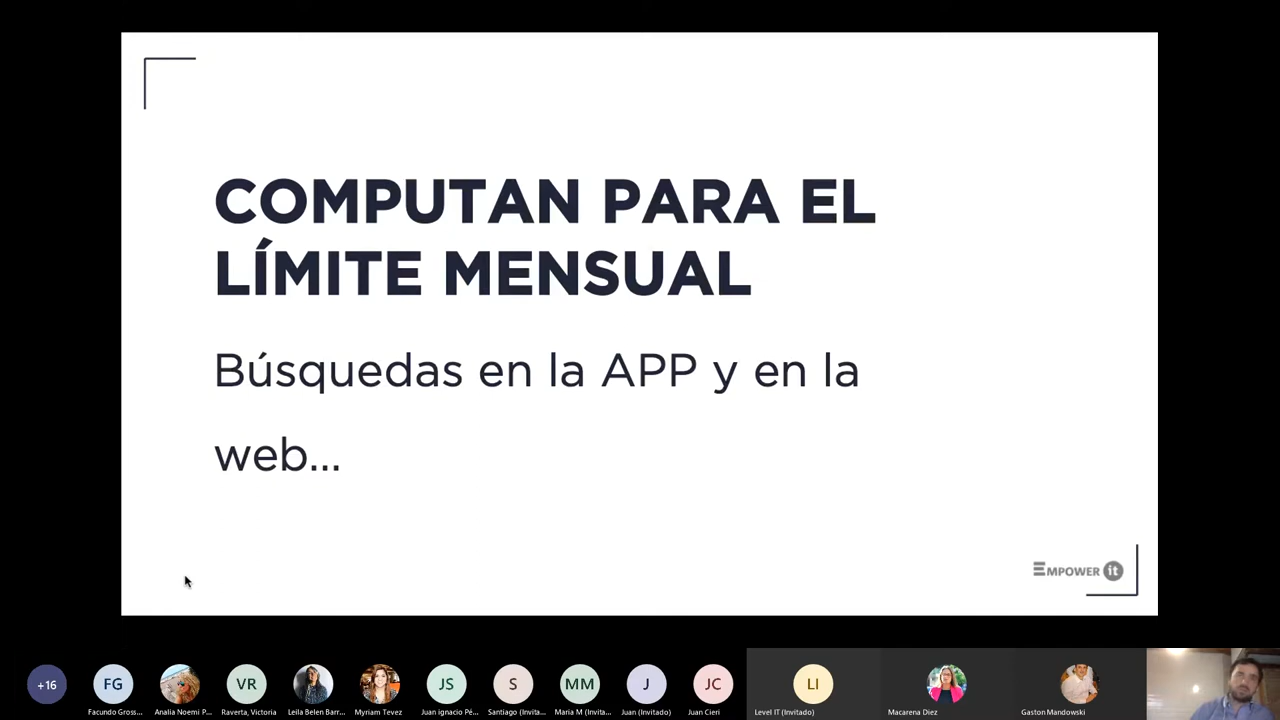 COMPUTAN PARA EL
LÍMITE MENSUAL
Búsquedas en la APP y en la
web...
EMPOWER it
+16
FG
VR
JS
S
MM
J
JC
LI
Facundo Gross...
Analia Noemi P...
Raverta, Victoria
Leila Belen Barr...
Myriam Tevez
Juan ignacio Pé...
Santiago (Invita...
Maria M (Invita...
Juan (Invitado)
Juan Cieri
Level IT (Invitado)
Macarena Diez
Gaston Mandowski